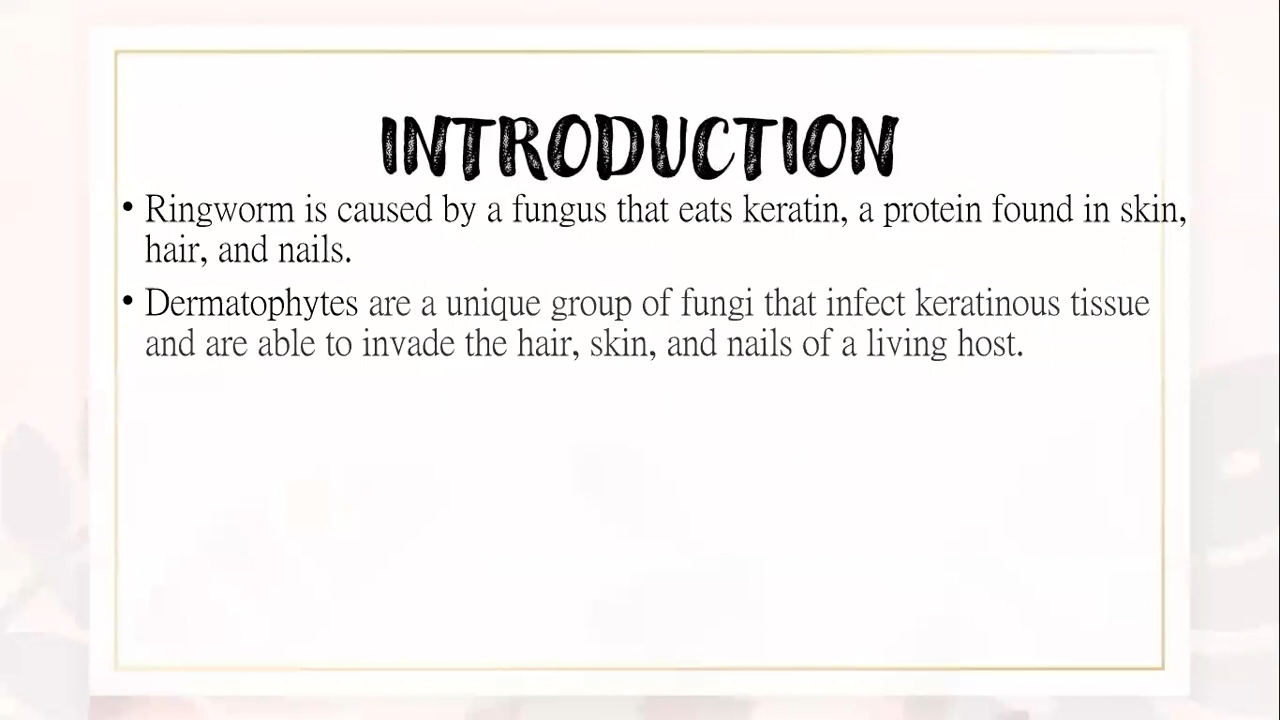 INTRODUCTION
• Ringworm is caused by a fungus that eats keratin, a protein found in skin,
hair, and nails.
• Dermatophytes are a unique group of fungi that infect keratinous tissue
and are able to invade the hair, skin, and nails of a living host.